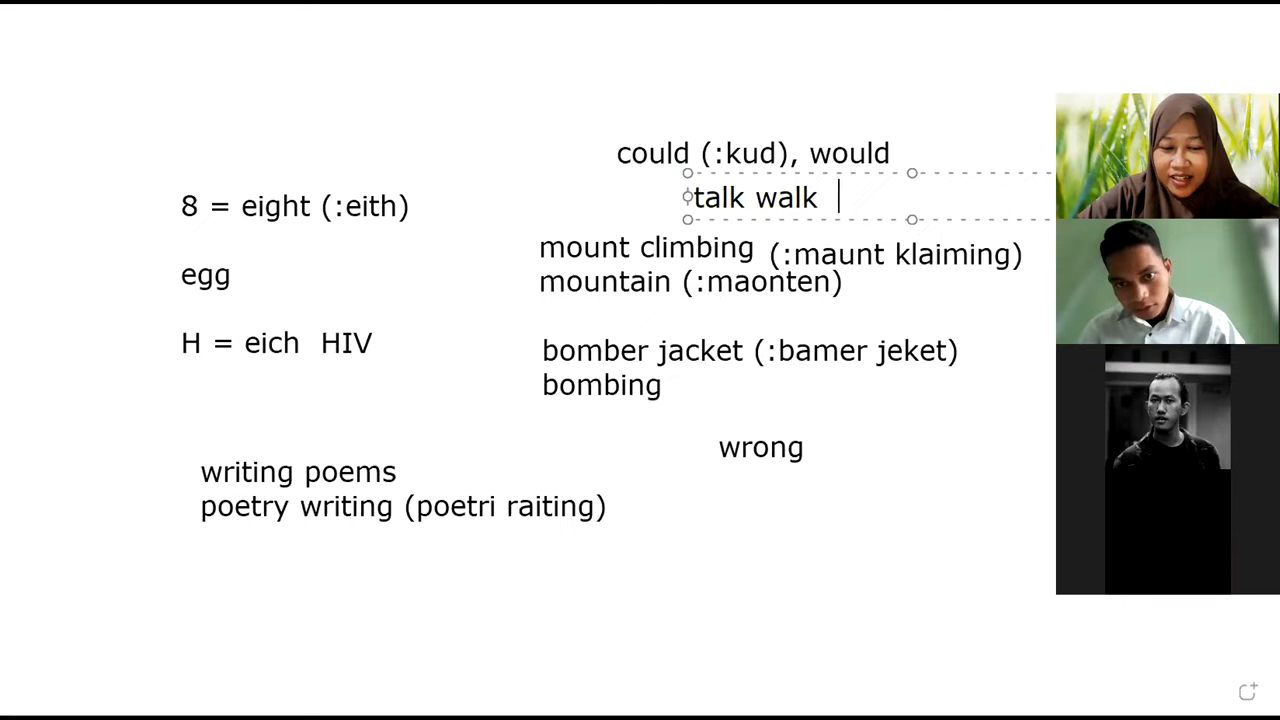 could (:kud), would
talk walk
8 = eight (:eith)
mount climbing (:maunt klaiming)
mountain (:maonten)
egg
H = eich HIV
bomber jacket (:bamer jeket)
bombing
wrong
writing poems
poetry writing (poetri raiting)